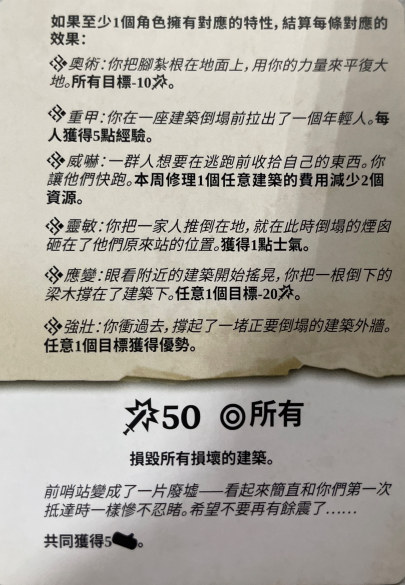 如果至少1個角色擁有對應的特性，結算每條對應的
效果：
奧術：你把腳紮根在地面上，用你的力量來平復大
地。所有目標-10。
重甲：你在一座建築倒塌前拉出了一個年輕人。每
人獲得5點經驗。
威嚇：一群人想要在逃跑前收拾自己的東西。你
讓他們快跑。本周修理1個任意建築的費用減少2個
資源。
靈敏：你把一家人推倒在地，就在此時倒塌的煙囪
砸在了他們原來站的位置。獲得1點士氣。
應變：眼看附近的建築開始搖晃，你把一根倒下的
梁木撐在了建築下。任意1個目標-20。
強壯：你衝過去，撐起了一堵正要倒塌的建築外牆。
任意1個目標獲得優勢。
50 所有
損毀所有損壞的建築。
前哨站變成了一片廢墟——看起來簡直和你們第一次
抵達時一樣慘不忍睹。希望不要再有餘震了……
共同獲得5。